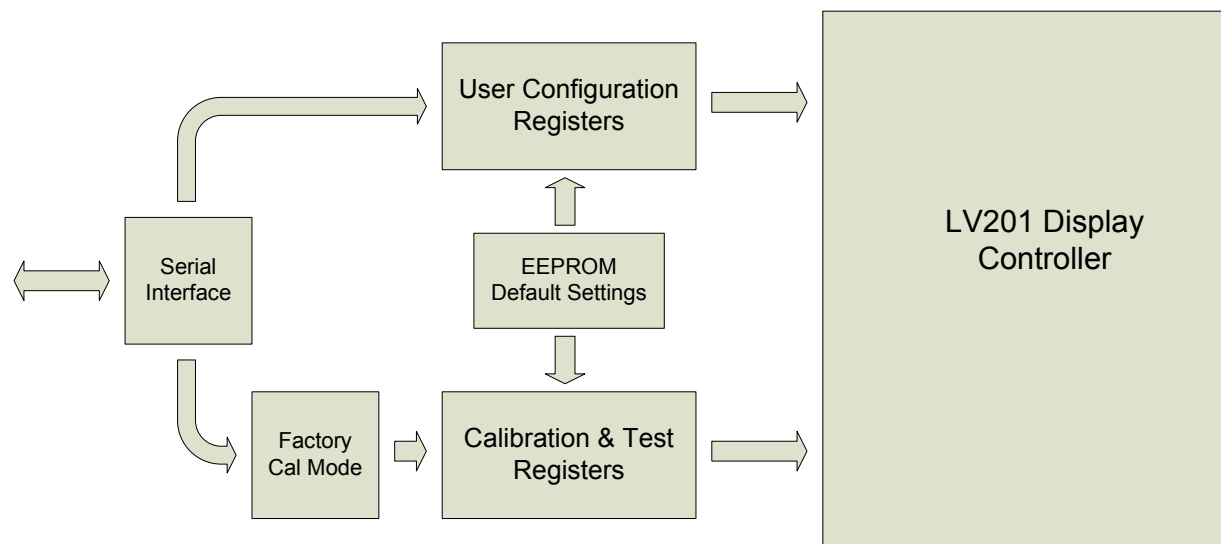 User Configuration
Registers
LV201 Display
Controller
Serial
Interface
EEPROM
Default Settings
Factory
Cal Mode
Calibration & Test
Registers